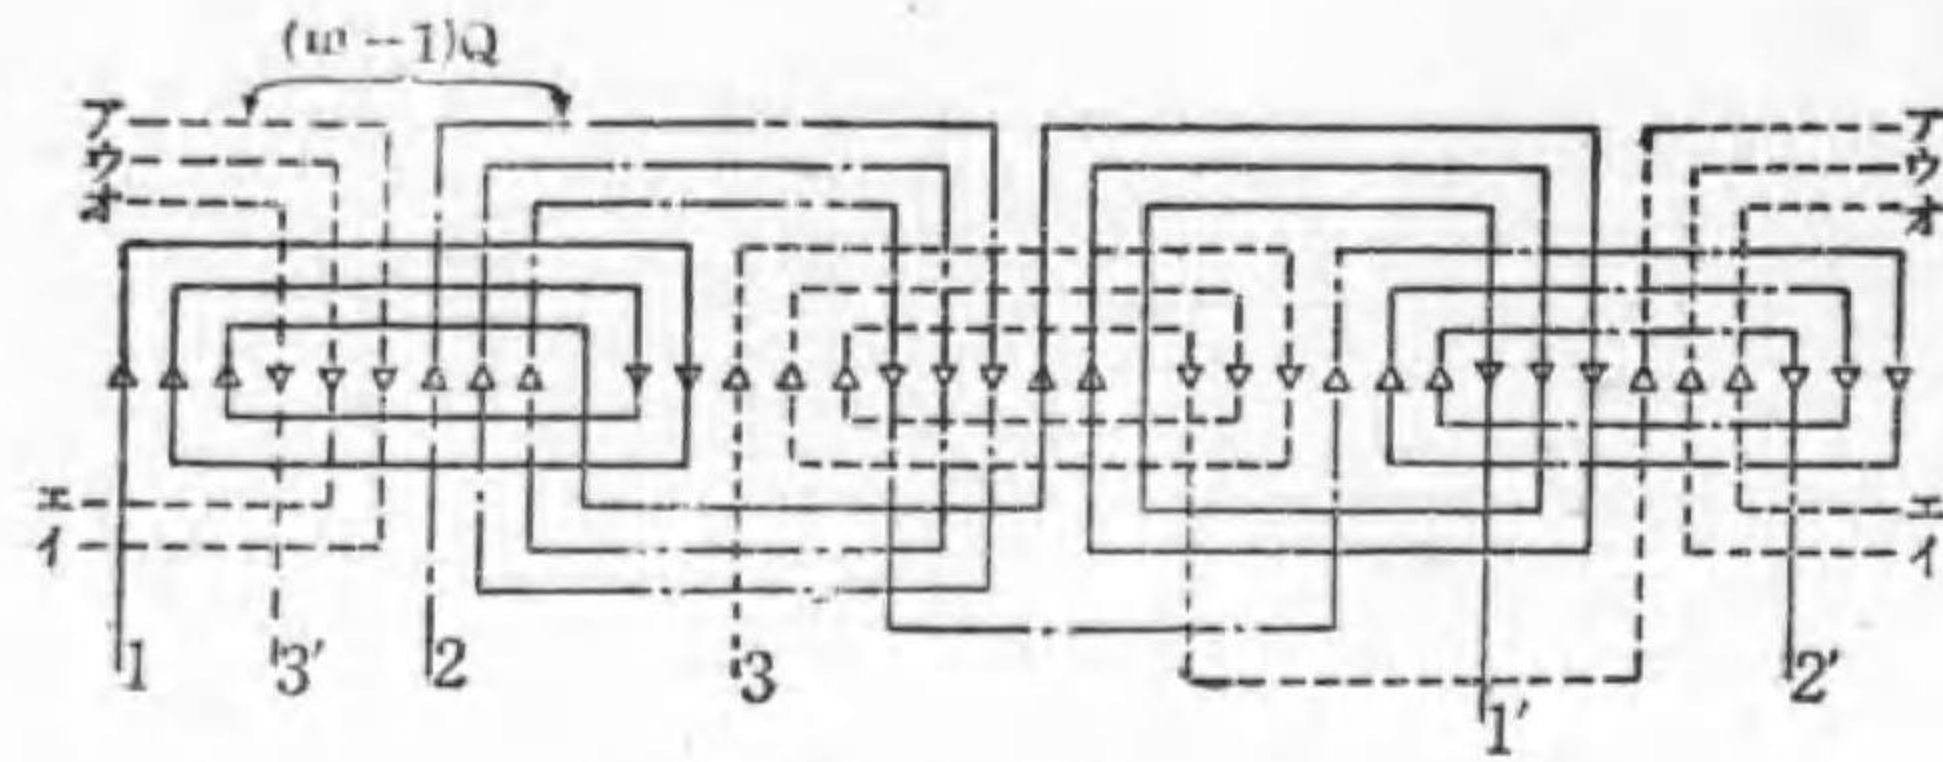 (w-1)Q
ア ア
ウ ウ
オ オ
エ エ
イ イ
1 3′ 2 3 1′ 2′